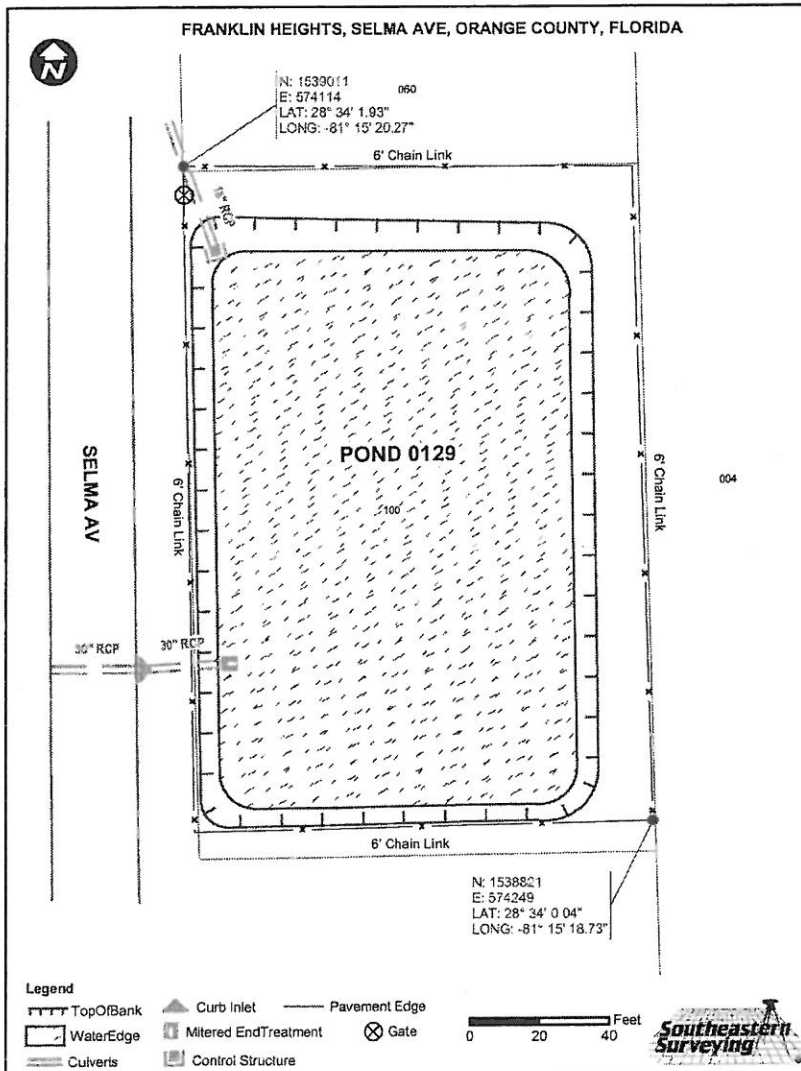 FRANKLIN HEIGHTS, SELMA AVE, ORANGE COUNTY, FLORIDA
N
N: 1539011
E: 574114
LAT: 28° 34' 1.93"
LONG: -81° 15' 20.27"
060
6' Chain Link
18" RCP
SELMA AV
6' Chain Link
POND 0129
100
6' Chain Link
004
30" RCP
30" RCP
6' Chain Link
N: 1538821
E: 574249
LAT: 28° 34' 0 04"
LONG: -81° 15' 18.73"
Legend
TopOfBank
Curb Inlet
Pavement Edge
WaterEdge
Mitered EndTreatment
Gate
Culverts
Control Structure
Feet
0 20 40
Southeastern
Surveying